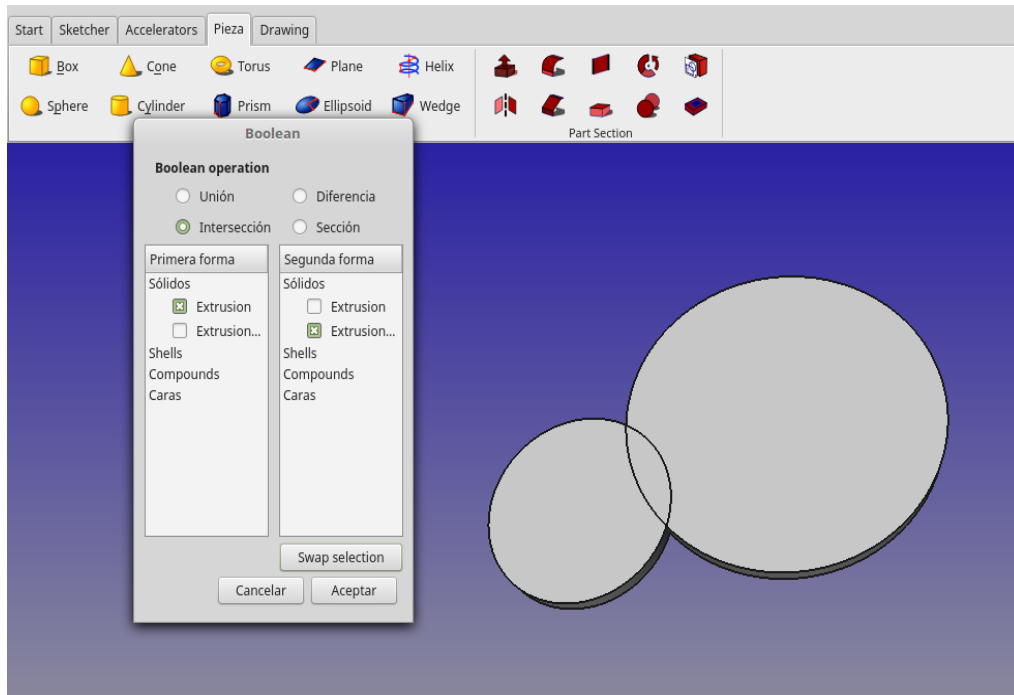 Start Sketcher Accelerators Pieza Drawing
Box Cone Torus Plane Helix
Sphere Cylinder Prism Ellipsoid Wedge
Part Section
Boolean
Boolean operation
Unión Diferencia
Intersección Sección
Primera forma Segunda forma
Sólidos Sólidos
Extrusion Extrusion
Extrusion... Extrusion...
Shells Shells
Compounds Compounds
Caras Caras
Swap selection
Cancelar Aceptar